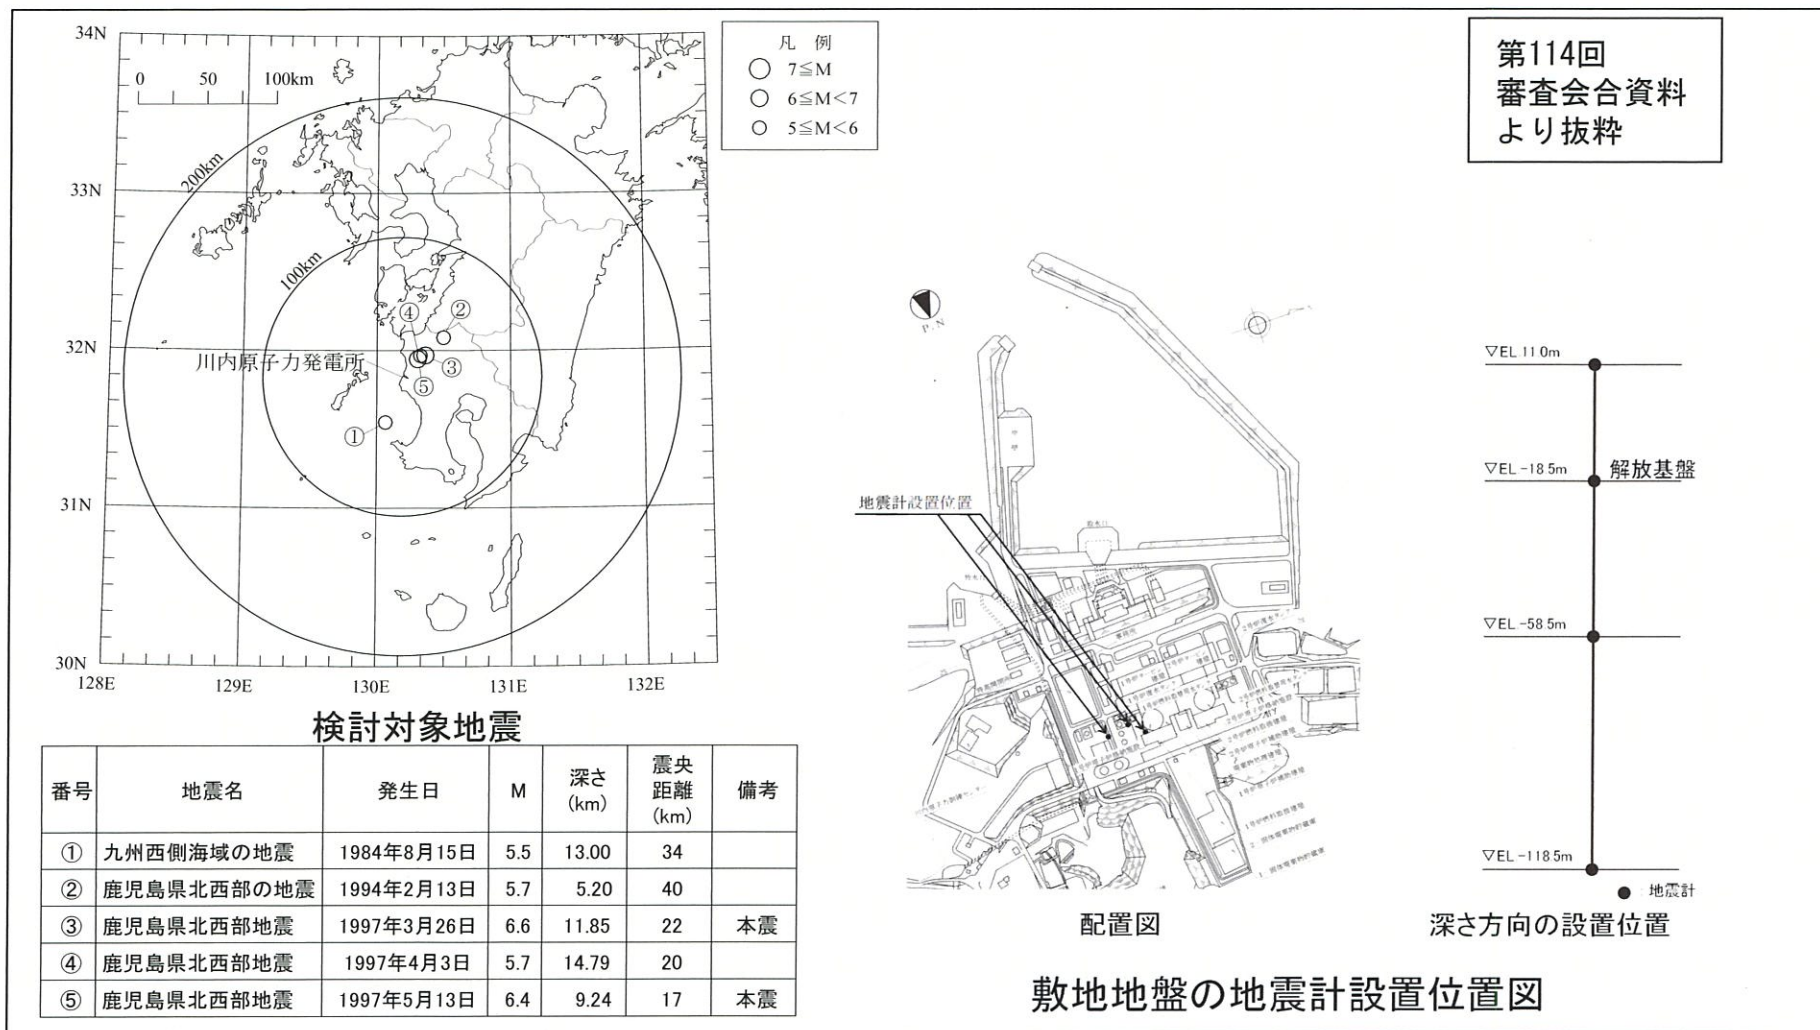 第114回
審査会合資料
より抜粋
凡 例
7≦M
6≦M<7
5≦M<6
34N
33N
32N
31N
30N
128E
129E
130E
131E
132E
0 50 100km
200km
100km
川内原子力発電所
①
②
③
④
⑤
検討対象地震
番号 地震名 発生日 M 深さ(km) 震央距離(km) 備考
① 九州西側海域の地震 1984年8月15日 5.5 13.00 34
② 鹿児島県北西部の地震 1994年2月13日 5.7 5.20 40
③ 鹿児島県北西部地震 1997年3月26日 6.6 11.85 22 本震
④ 鹿児島県北西部地震 1997年4月3日 5.7 14.79 20
⑤ 鹿児島県北西部地震 1997年5月13日 6.4 9.24 17 本震
P.N
地震計設置位置
配置図
▽EL 11.0m
▽EL -18.5m
解放基盤
▽EL -58.5m
▽EL -118.5m
● 地震計
深さ方向の設置位置
敷地地盤の地震計設置位置図